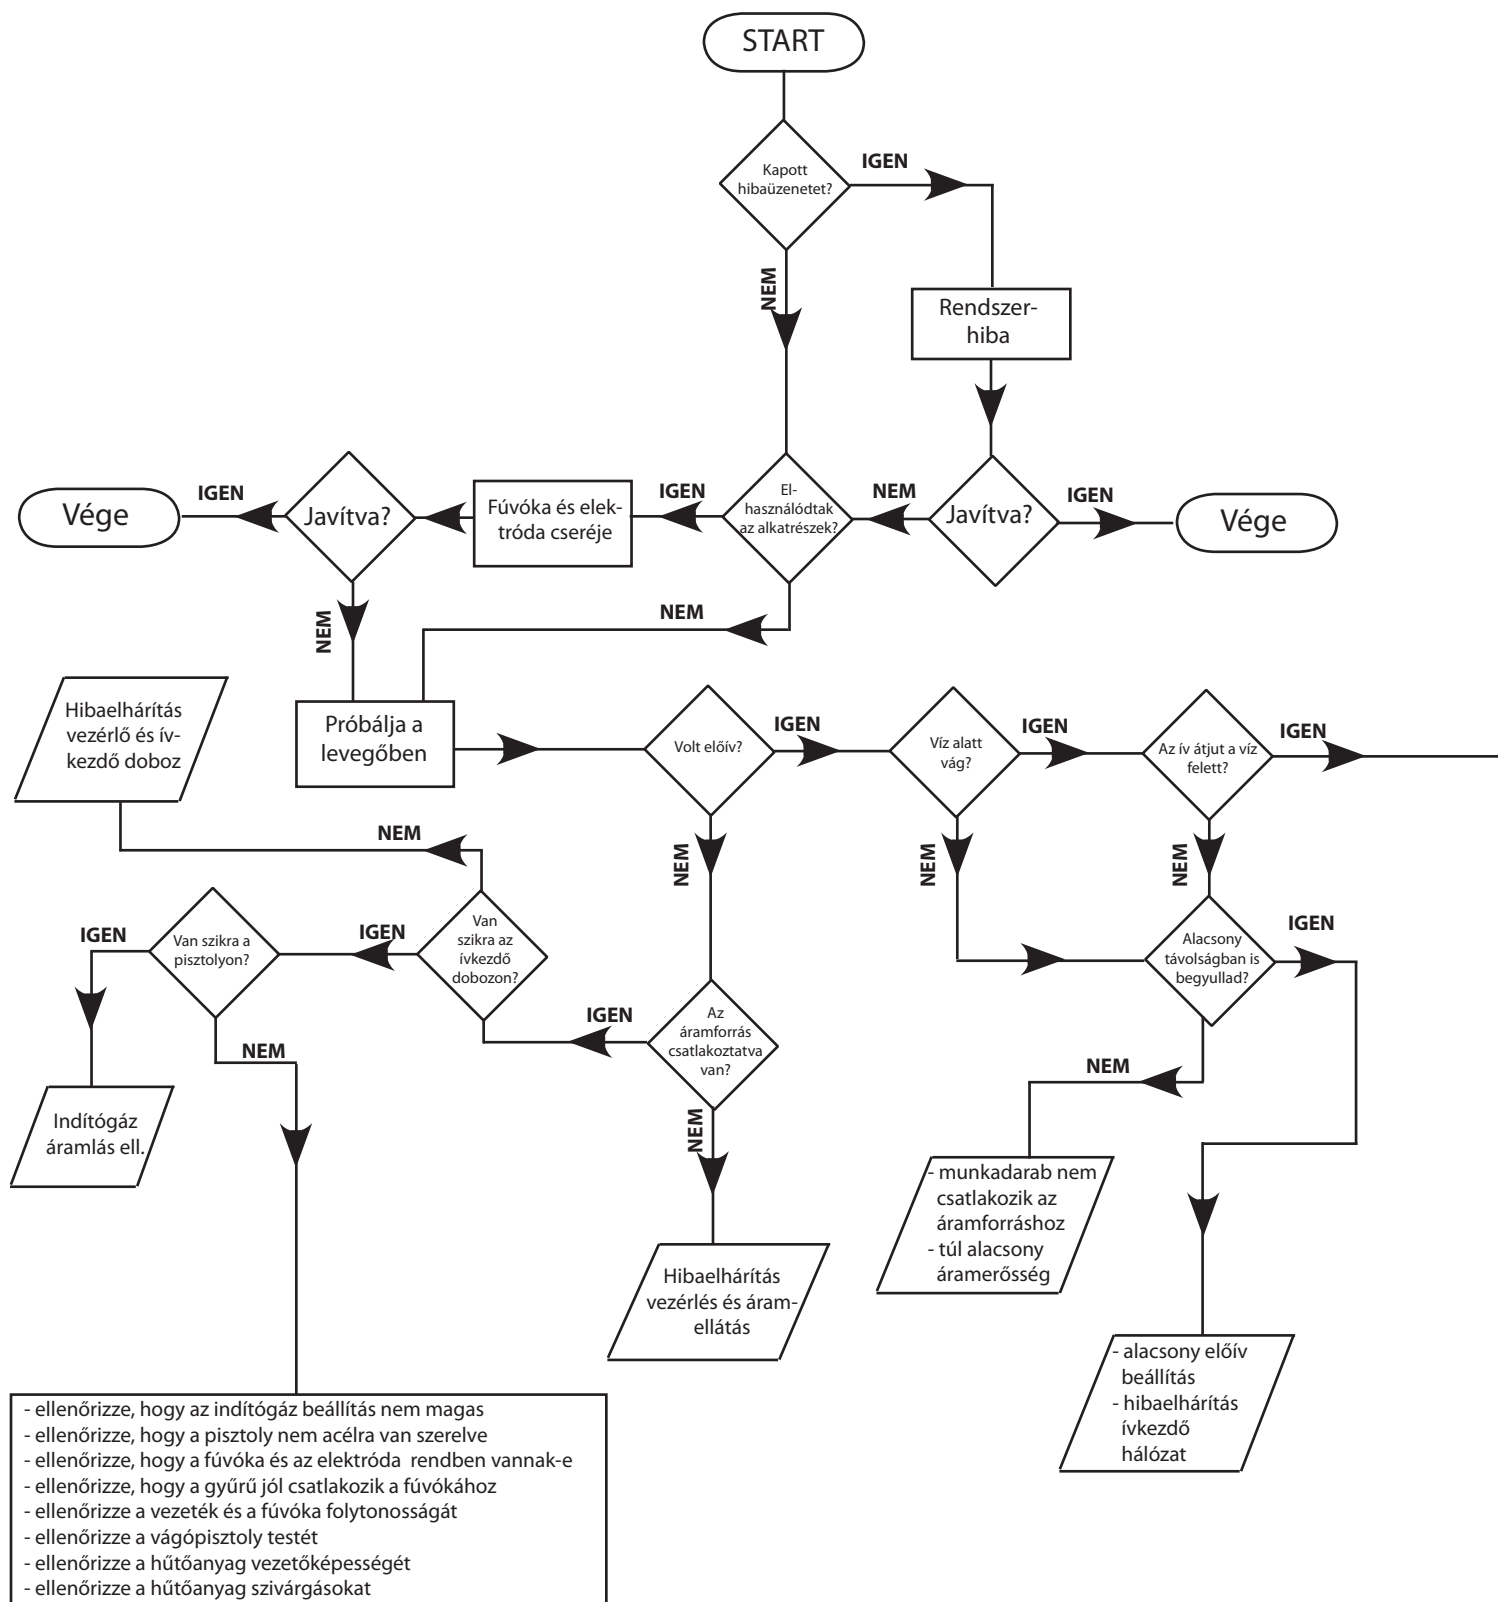 START
Kapott
hibaüzenetet?
IGEN
NEM
Rendszer-
hiba
Vége
IGEN
Javítva?
Fúvóka és elek-
tróda cseréje
IGEN
El-
használódtak
az alkatrészek?
NEM
Javítva?
IGEN
Vége
NEM
NEM
Hibaelhárítás
vezérlő és ív-
kezdő doboz
Próbálja a
levegőben
Volt előív?
IGEN
Víz alatt
vág?
IGEN
Az ív átjut a víz
felett?
IGEN
NEM
NEM
NEM
NEM
IGEN
Van szikra a
pisztolyon?
IGEN
Van
szikra az
ívkezdő
dobozon?
Alacsony
távolságban is
begyullad?
IGEN
NEM
IGEN
Az
áramforrás
csatlakoztatva
van?
NEM
NEM
Indítógáz
áramlás ell.
- munkadarab nem
csatlakozik az
áramforráshoz
- túl alacsony
áramerősség
Hibaelhárítás
vezérlés és áram-
ellátás
- alacsony előív
beállítás
- hibaelhárítás
ívkezdő
hálózat
- ellenőrizze, hogy az indítógáz beállítás nem magas
- ellenőrizze, hogy a pisztoly nem acélra van szerelve
- ellenőrizze, hogy a fúvóka és az elektróda  rendben vannak-e
- ellenőrizze, hogy a gyűrű jól csatlakozik a fúvókához
- ellenőrizze a vezeték és a fúvóka folytonosságát
- ellenőrizze a vágópisztoly testét
- ellenőrizze a hűtőanyag vezetőképességét
- ellenőrizze a hűtőanyag szivárgásokat